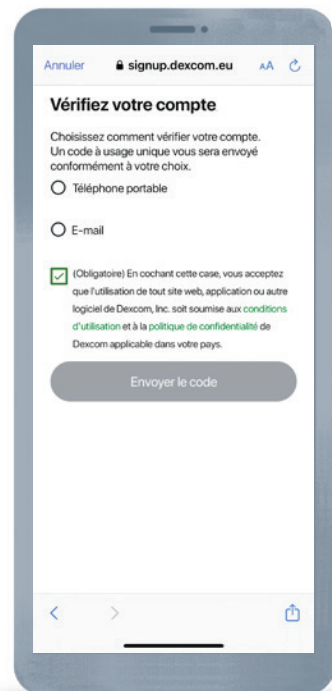 Annuler signup.dexcom.eu AA
Vérifiez votre compte
Choisissez comment vérifier votre compte.
Un code à usage unique vous sera envoyé
conformément à votre choix.
Téléphone portable
E-mail
(Obligatoire) En cochant cette case, vous acceptez
que l'utilisation de tout site web, application ou autre
logiciel de Dexcom, Inc. soit soumise aux conditions
d'utilisation et à la politique de confidentialité de
Dexcom applicable dans votre pays.
Envoyer le code